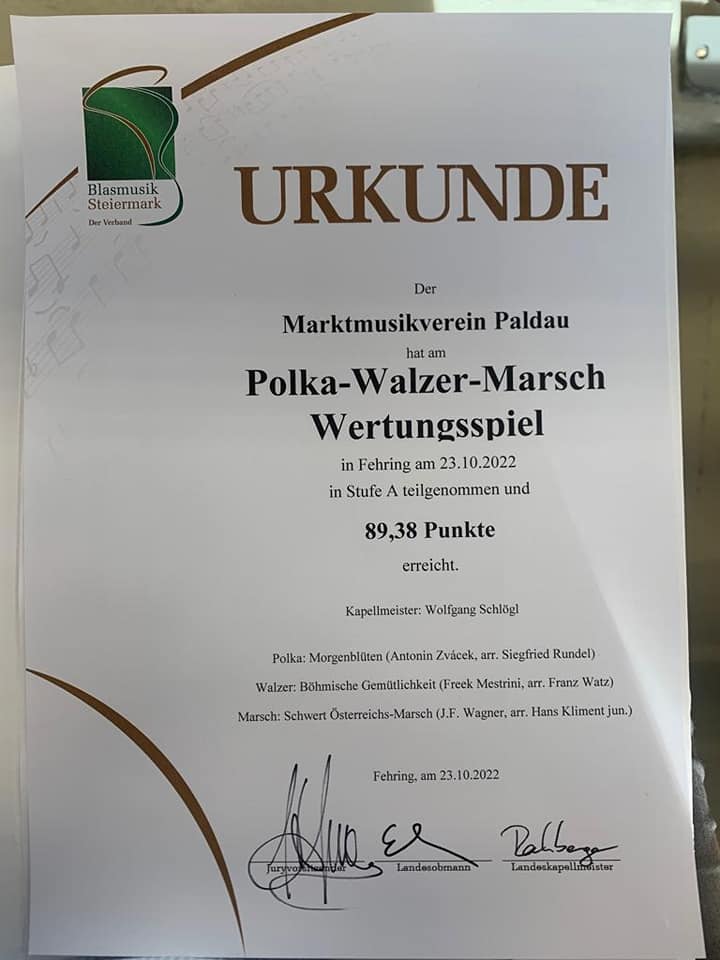 Blasmusik
Steiermark
Der Verband
URKUNDE
Der
Marktmusikverein Paldau
hat am
Polka-Walzer-Marsch
Wertungsspiel
in Fehring am 23.10.2022
in Stufe A teilgenommen und
89,38 Punkte
erreicht.
Kapellmeister: Wolfgang Schlögl
Polka: Morgenblüten (Antonin Zvácek, arr. Siegfried Rundel)
Walzer: Böhmische Gemütlichkeit (Freek Mestrini, arr. Franz Watz)
Marsch: Schwert Österreichs-Marsch (J.F. Wagner, arr. Hans Kliment jun.)
Fehring, am 23.10.2022
Juryvorsitzender Landesobmann Landeskapellmeister